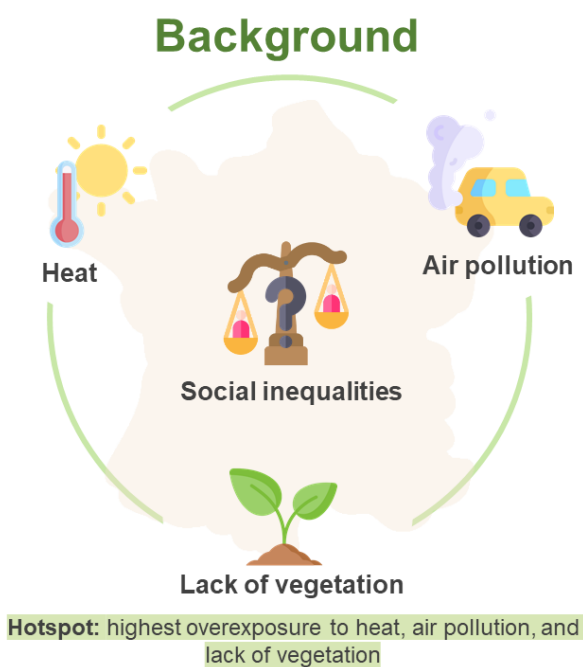 Background
Heat
Air pollution
Social inequalities
Lack of vegetation
Hotspot: highest overexposure to heat, air pollution, and
lack of vegetation